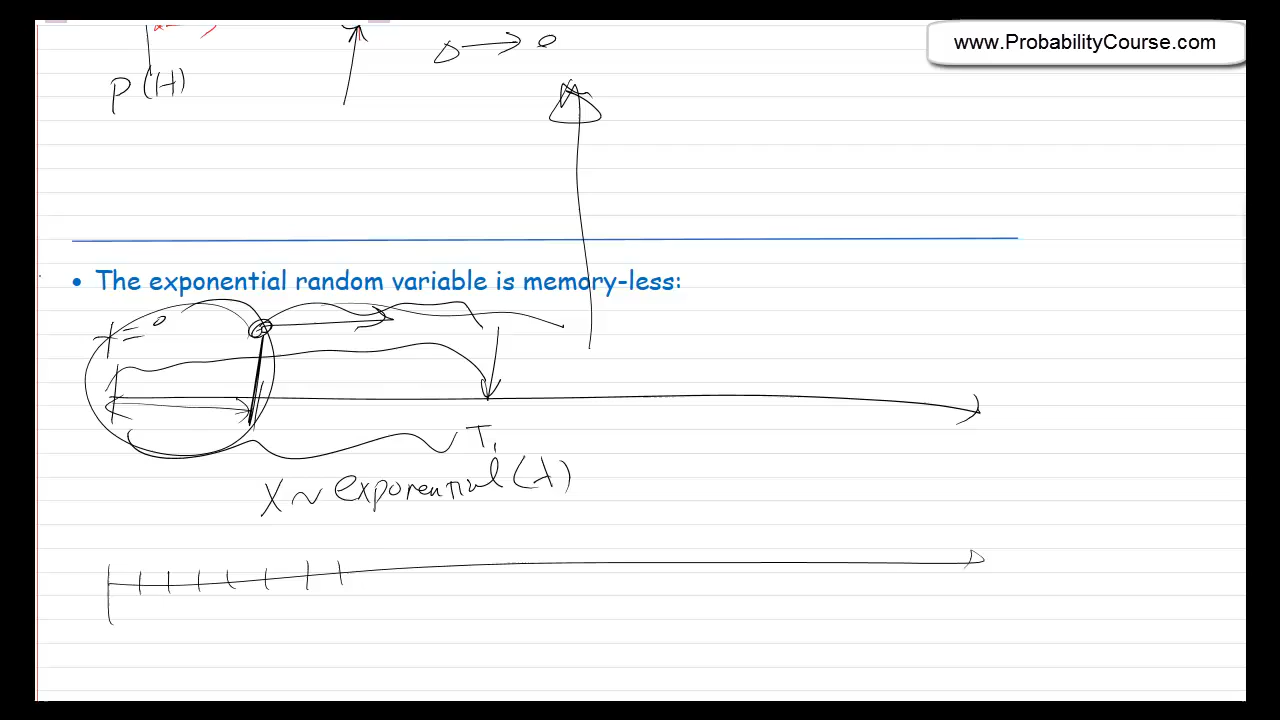 www.ProbabilityCourse.com
Δ → 0
P(H)
• The exponential random variable is memory-less:
t = 0
T₁
X ~ exponential(λ)